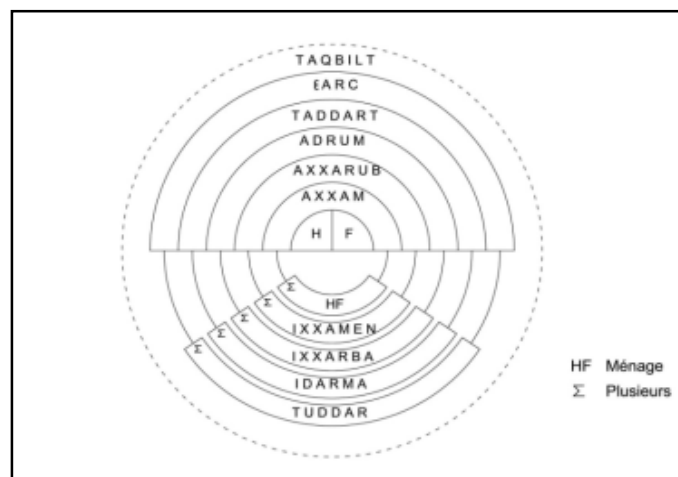 TAQBILT
ƐARC
TADDART
ADRUM
AXXARUB
AXXAM
H F
Σ HF
Σ IXXAMEN
Σ IXXARBA
Σ IDARMA
Σ TUDDAR
HF Ménage
Σ Plusieurs